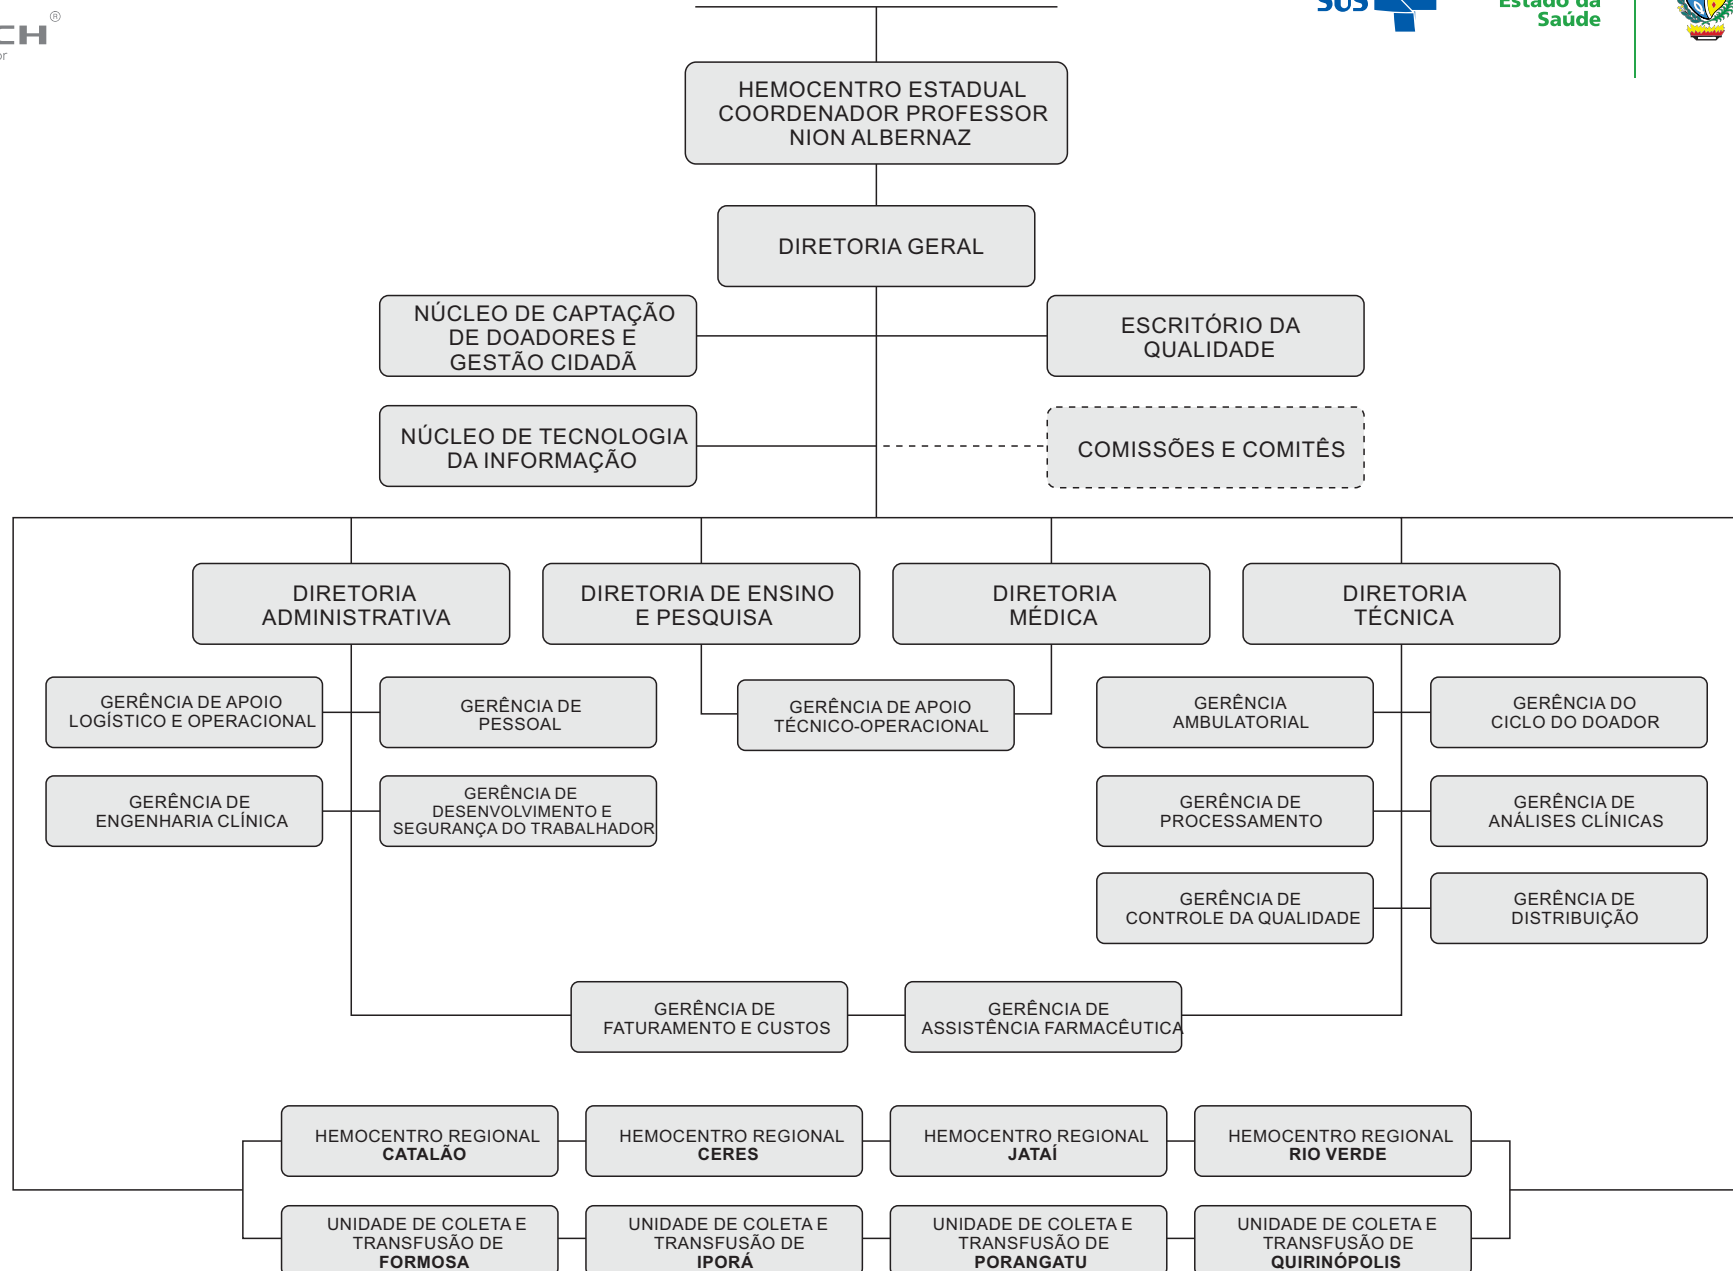 SUS
Estado da
Saúde
CH
®
or
HEMOCENTRO ESTADUAL
COORDENADOR PROFESSOR
NION ALBERNAZ
DIRETORIA GERAL
NÚCLEO DE CAPTAÇÃO
DE DOADORES E
GESTÃO CIDADÃ
ESCRITÓRIO DA
QUALIDADE
NÚCLEO DE TECNOLOGIA
DA INFORMAÇÃO
COMISSÕES E COMITÊS
DIRETORIA
ADMINISTRATIVA
DIRETORIA DE ENSINO
E PESQUISA
DIRETORIA
MÉDICA
DIRETORIA
TÉCNICA
GERÊNCIA DE APOIO
LOGÍSTICO E OPERACIONAL
GERÊNCIA DE
PESSOAL
GERÊNCIA DE APOIO
TÉCNICO-OPERACIONAL
GERÊNCIA
AMBULATORIAL
GERÊNCIA DO
CICLO DO DOADOR
GERÊNCIA DE
ENGENHARIA CLÍNICA
GERÊNCIA DE
DESENVOLVIMENTO E
SEGURANÇA DO TRABALHADOR
GERÊNCIA DE
PROCESSAMENTO
GERÊNCIA DE
ANÁLISES CLÍNICAS
GERÊNCIA DE
CONTROLE DA QUALIDADE
GERÊNCIA DE
DISTRIBUIÇÃO
GERÊNCIA DE
FATURAMENTO E CUSTOS
GERÊNCIA DE
ASSISTÊNCIA FARMACÊUTICA
HEMOCENTRO REGIONAL
CATALÃO
HEMOCENTRO REGIONAL
CERES
HEMOCENTRO REGIONAL
JATAÍ
HEMOCENTRO REGIONAL
RIO VERDE
UNIDADE DE COLETA E
TRANSFUSÃO DE
FORMOSA
UNIDADE DE COLETA E
TRANSFUSÃO DE
IPORÁ
UNIDADE DE COLETA E
TRANSFUSÃO DE
PORANGATU
UNIDADE DE COLETA E
TRANSFUSÃO DE
QUIRINÓPOLIS